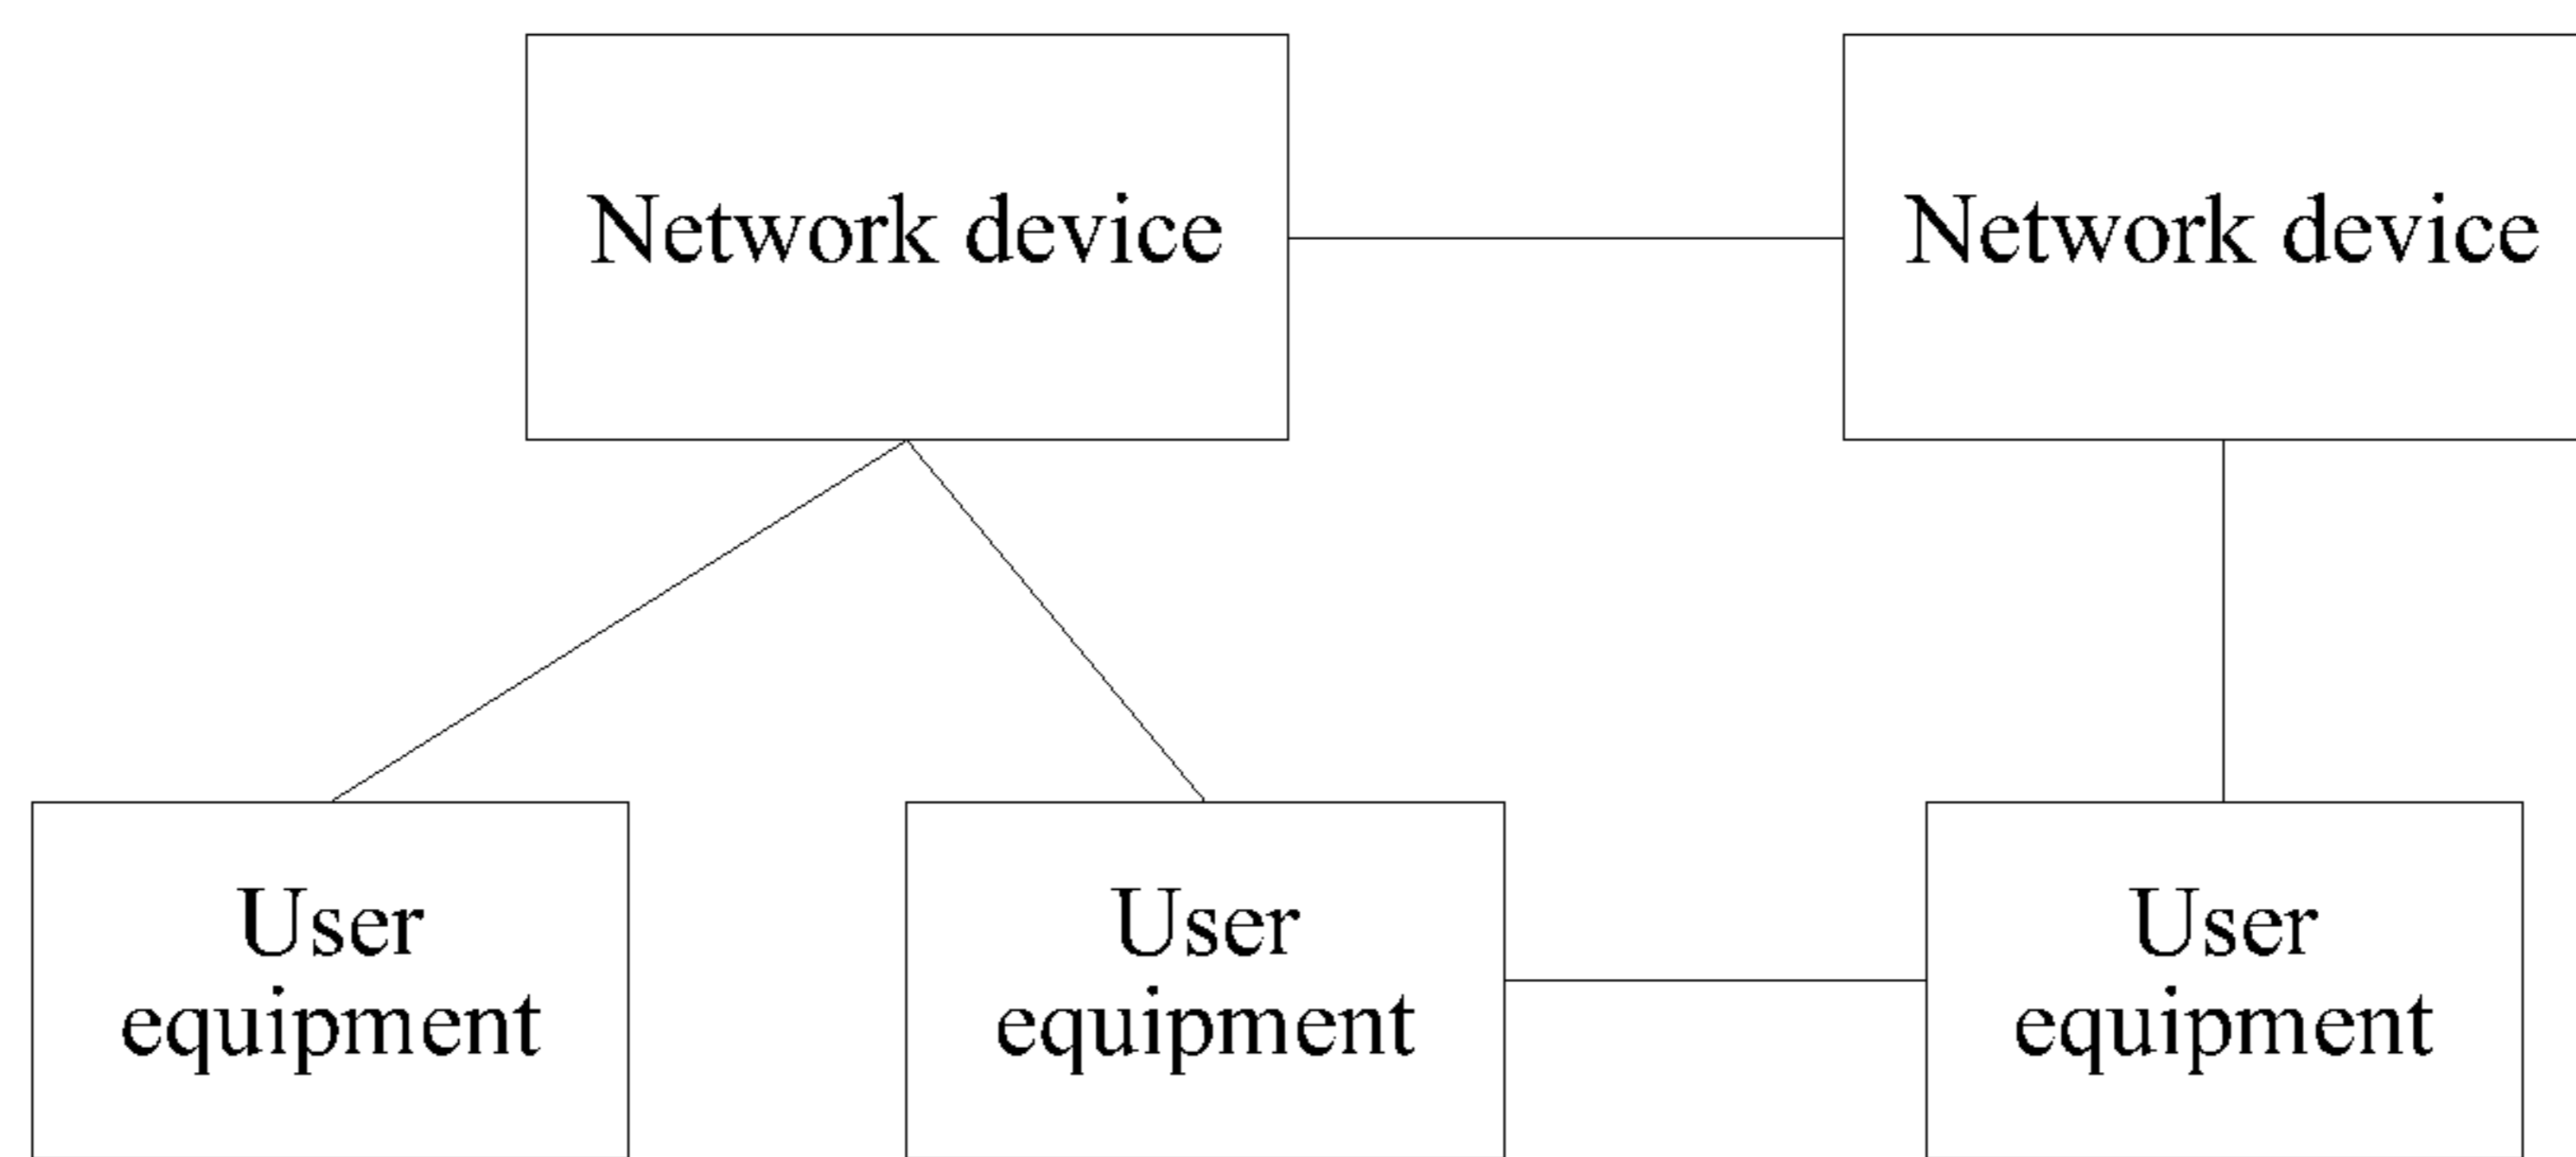 Network device
Network device
User
equipment
User
equipment
User
equipment